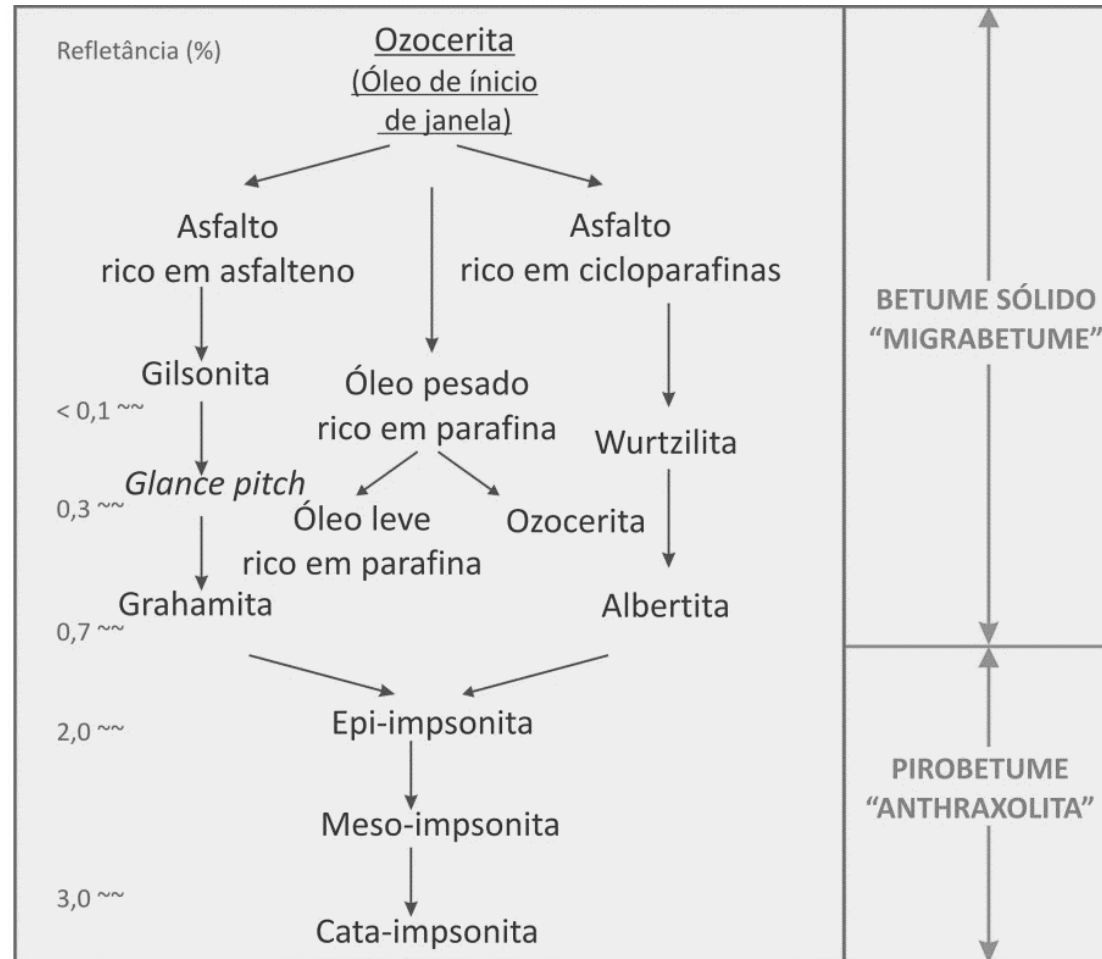 Refletância (%)
Ozocerita
(Óleo de ínicio
de janela)
Asfalto
rico em asfalteno
Asfalto
rico em cicloparafinas
BETUME SÓLIDO
“MIGRABETUME”
Gilsonita
Óleo pesado
rico em parafina
< 0,1 ~~
Wurtzilita
Glance pitch
0,3 ~~
Óleo leve
rico em parafina
Ozocerita
Grahamita
Albertita
0,7 ~~
Epi-impsonita
2,0 ~~
PIROBETUME
“ANTHRAXOLITA”
Meso-impsonita
3,0 ~~
Cata-impsonita